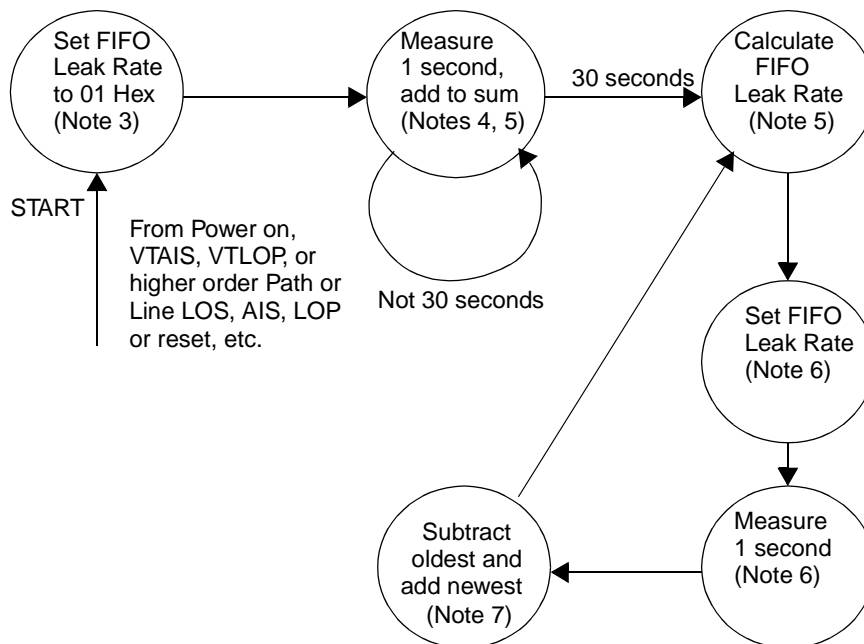 Set FIFO
Leak Rate
to 01 Hex
(Note 3)
Measure
1 second,
add to sum
(Notes 4, 5)
30 seconds
Calculate
FIFO
Leak Rate
(Note 5)
START
From Power on,
VTAIS, VTLOP, or
higher order Path or
Line LOS, AIS, LOP
or reset, etc.
Not 30 seconds
Set FIFO
Leak Rate
(Note 6)
Measure
1 second
(Note 6)
Subtract
oldest and
add newest
(Note 7)